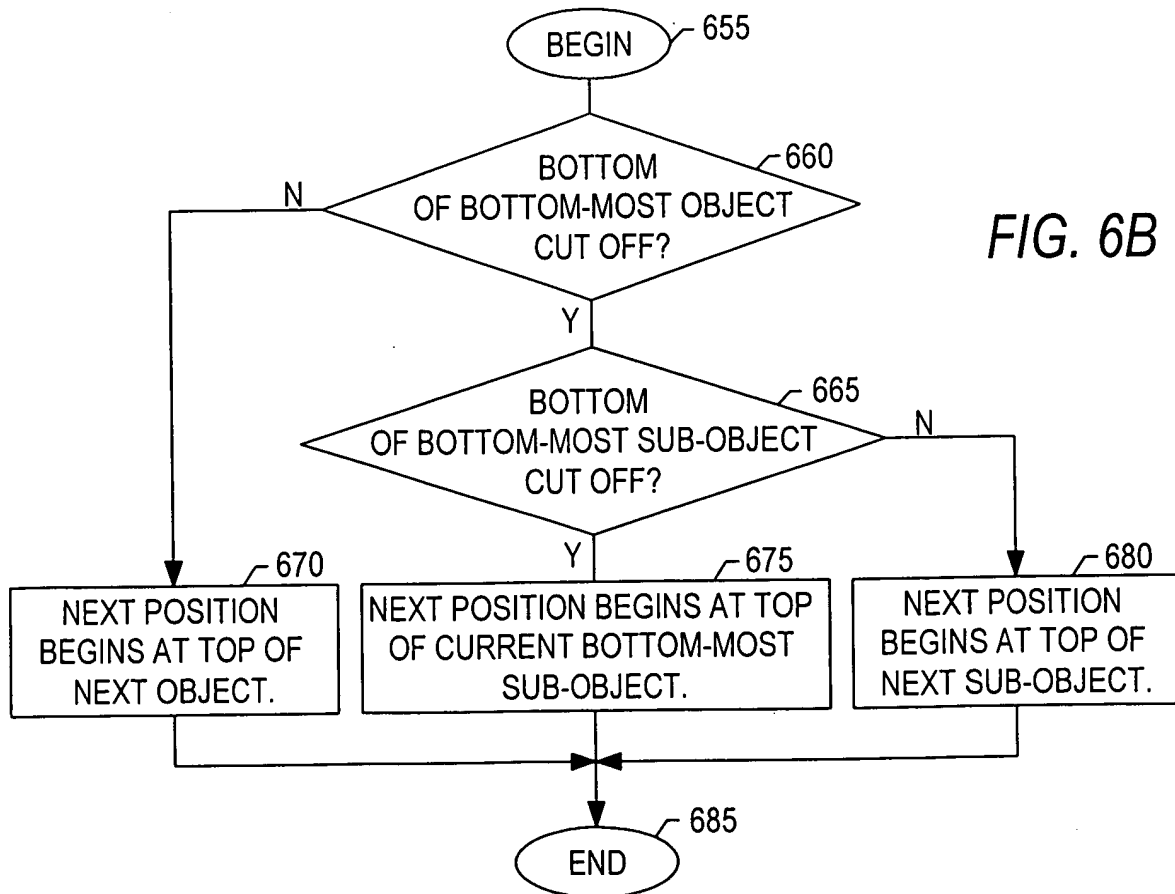 BEGIN
655
BOTTOM
OF BOTTOM-MOST OBJECT
CUT OFF?
660
N
Y
FIG. 6B
BOTTOM
OF BOTTOM-MOST SUB-OBJECT
CUT OFF?
665
N
Y
670
NEXT POSITION
BEGINS AT TOP OF
NEXT OBJECT.
675
NEXT POSITION BEGINS AT TOP
OF CURRENT BOTTOM-MOST
SUB-OBJECT.
680
NEXT POSITION
BEGINS AT TOP OF
NEXT SUB-OBJECT.
END
685